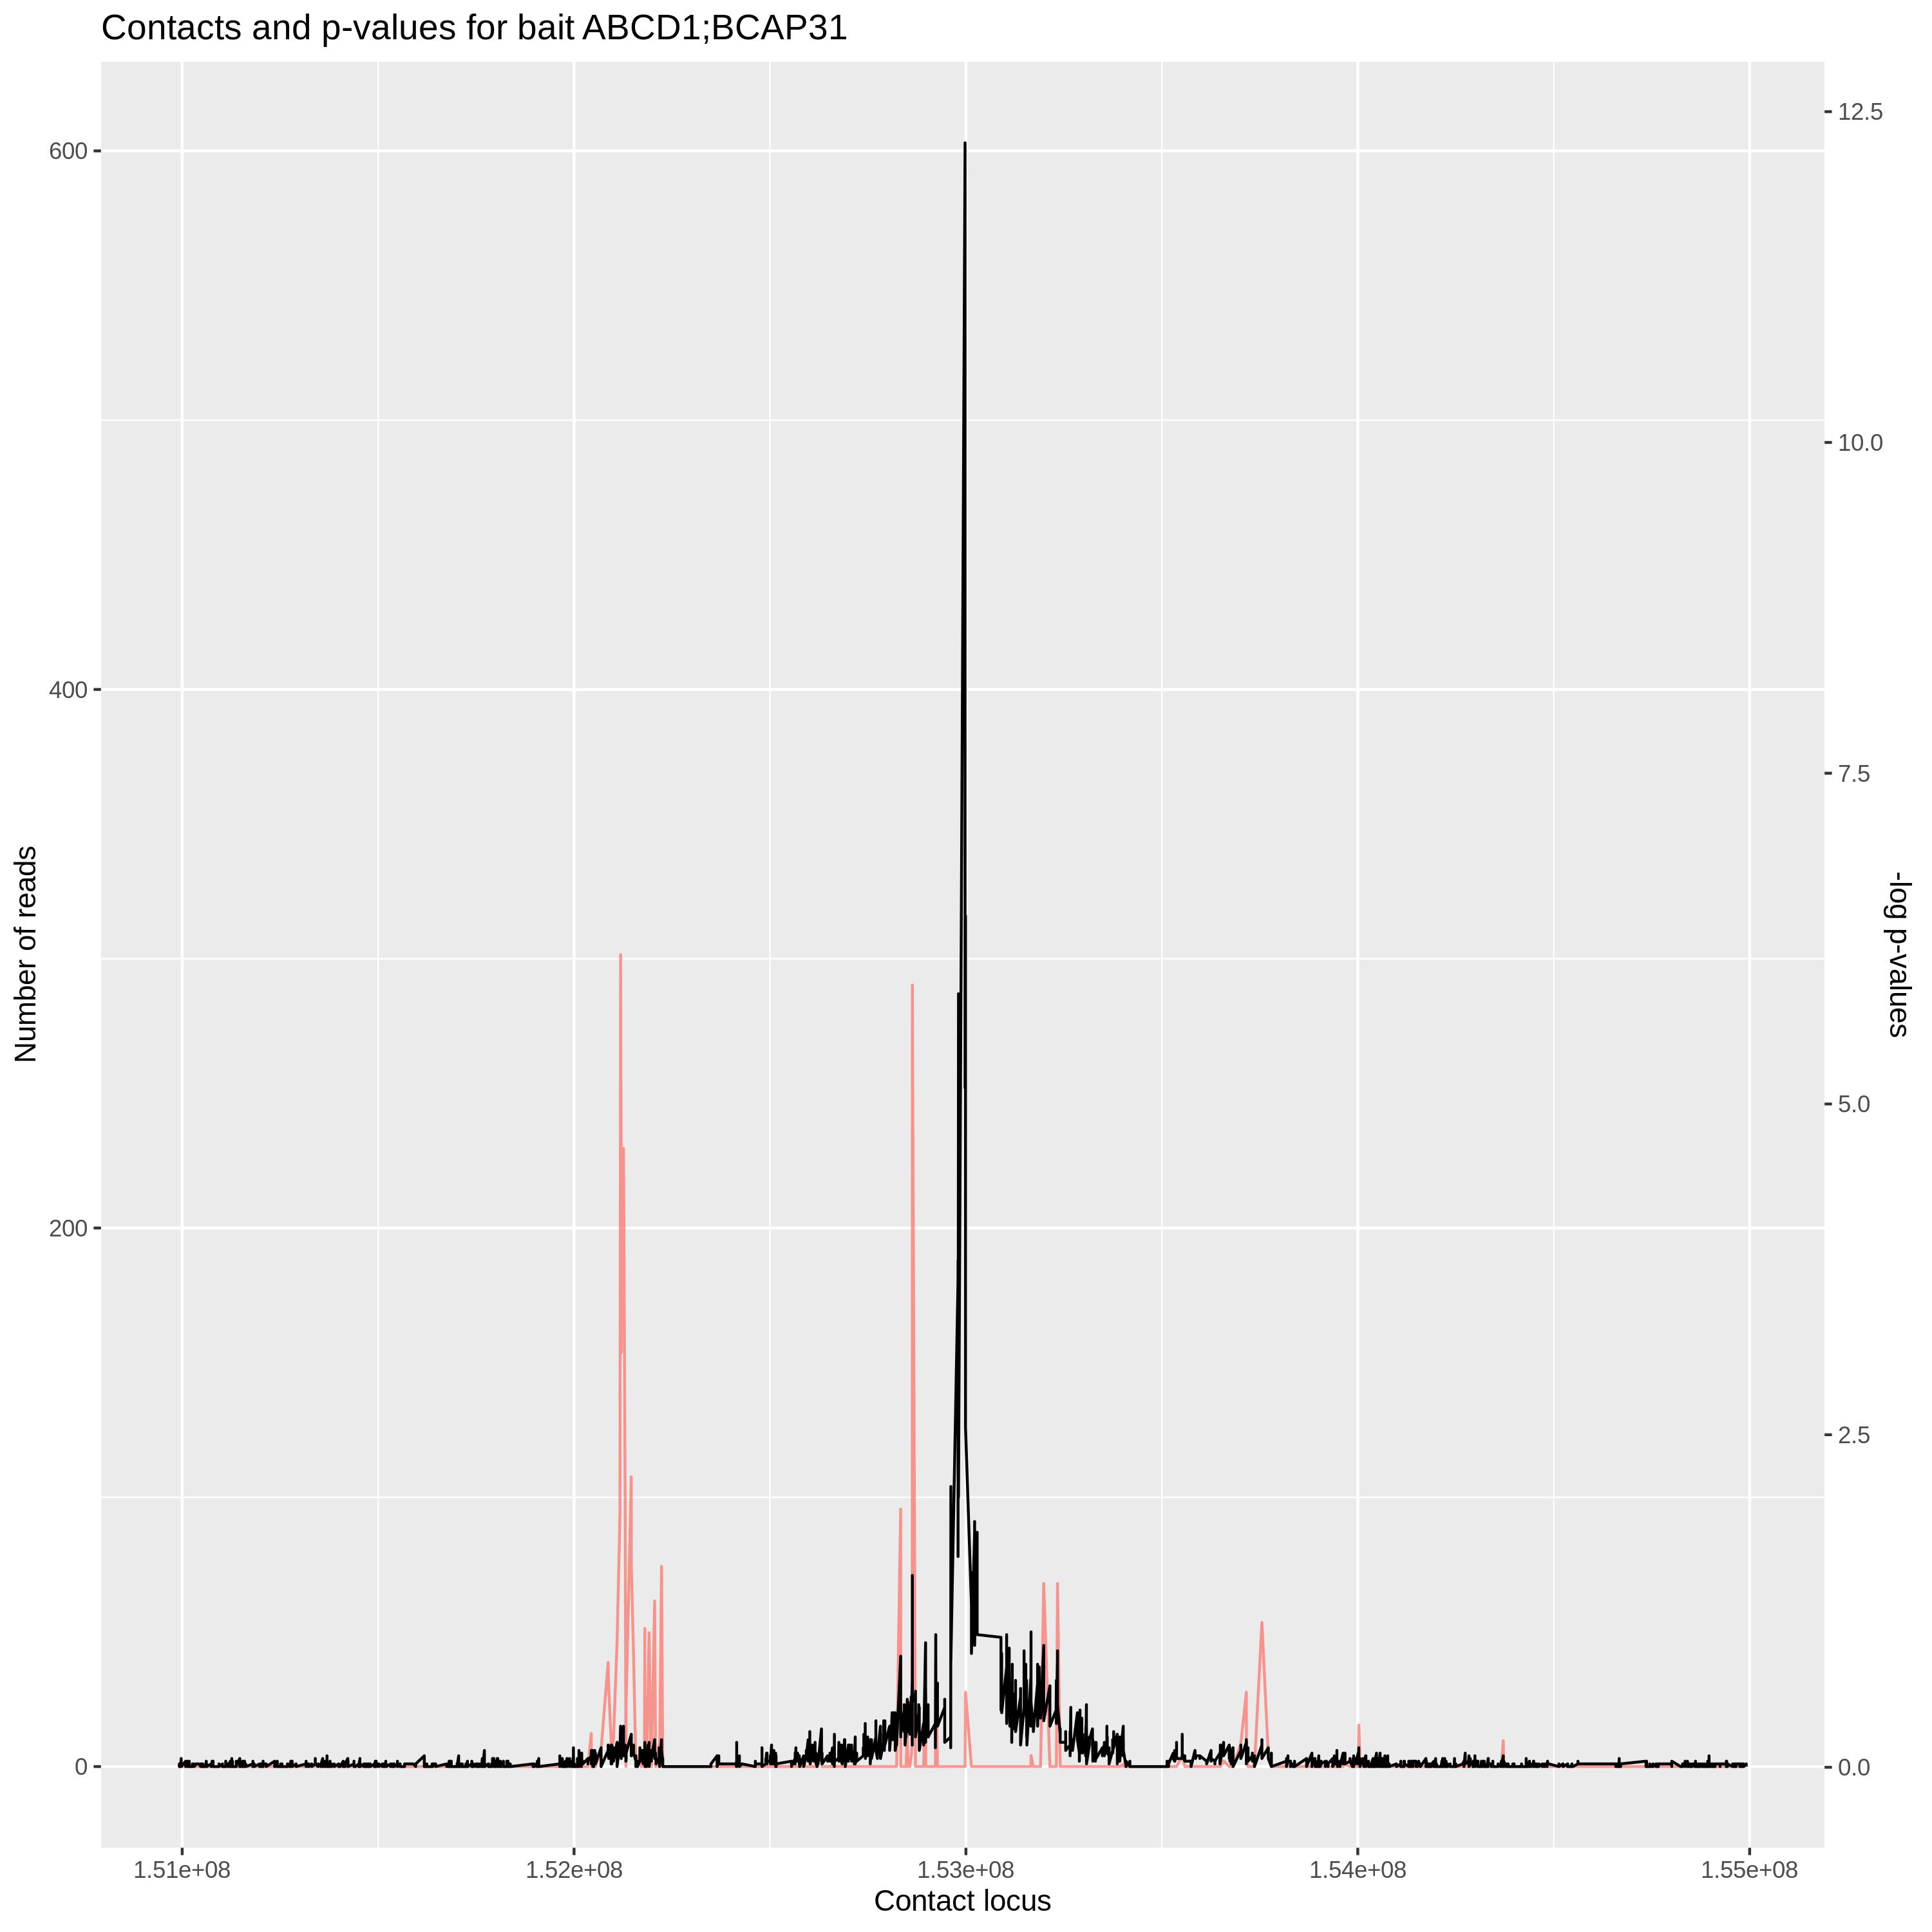 Contacts and p-values for bait ABCD1;BCAP31
600
400
200
0
Number of reads
12.5
10.0
7.5
5.0
2.5
0.0
-log p-values
1.51e+08 1.52e+08 1.53e+08 1.54e+08 1.55e+08
Contact locus